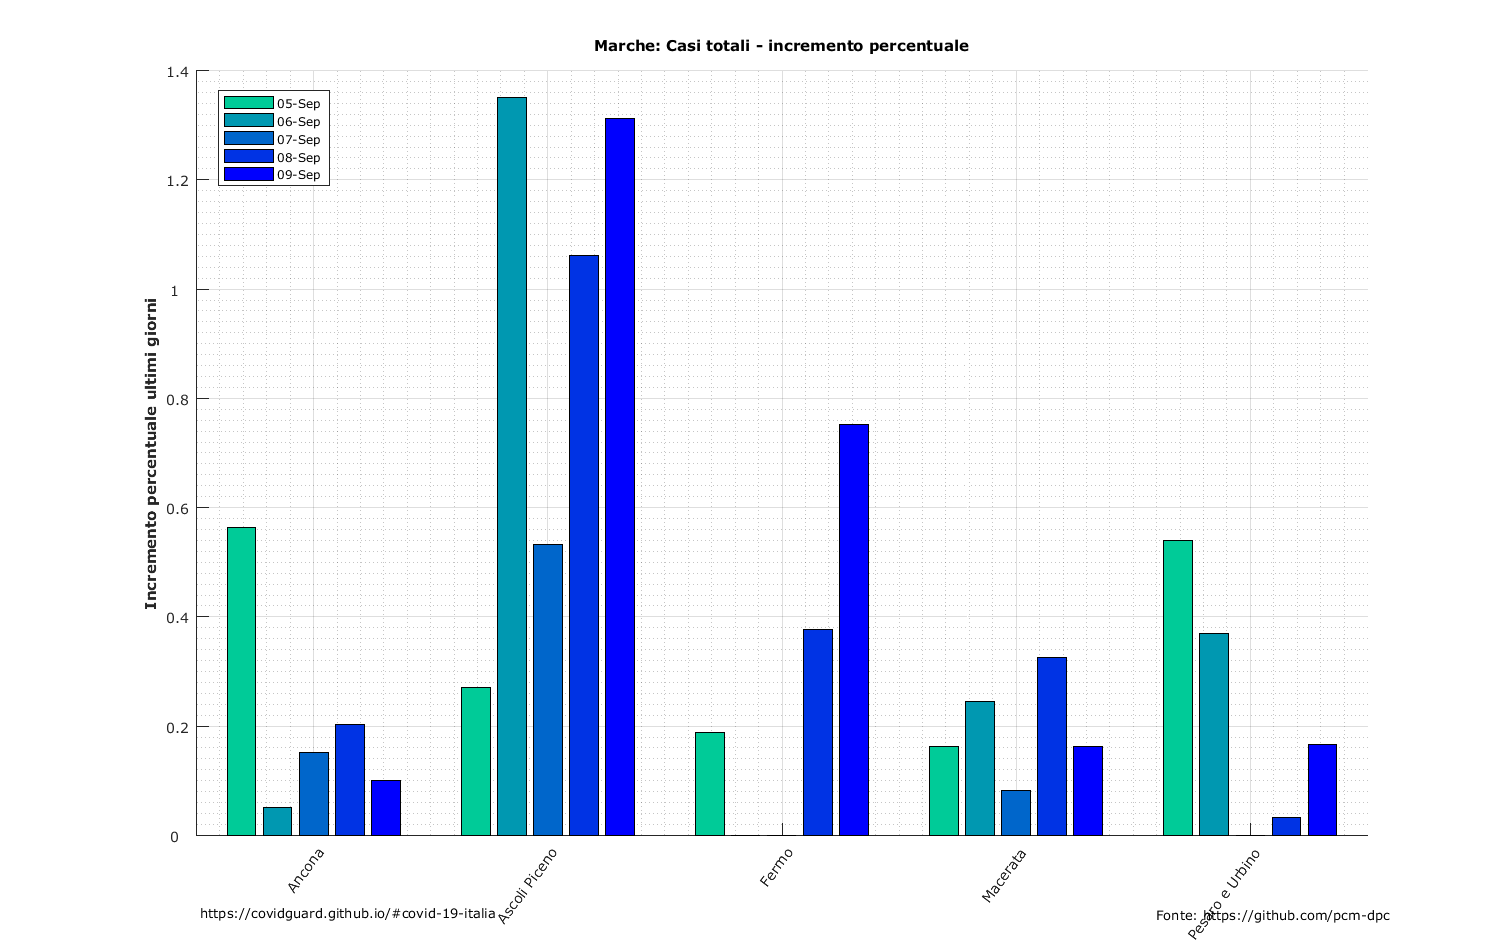 Marche: Casi totali - incremento percentuale
1.4
1.2
1
0.8
0.6
0.4
0.2
0
Incremento percentuale ultimi giorni
05-Sep
06-Sep
07-Sep
08-Sep
09-Sep
Ancona
Ascoli Piceno
Fermo
Macerata
Pesaro e Urbino
https://covidguard.github.io/#covid-19-italia
Fonte: https://github.com/pcm-dpc